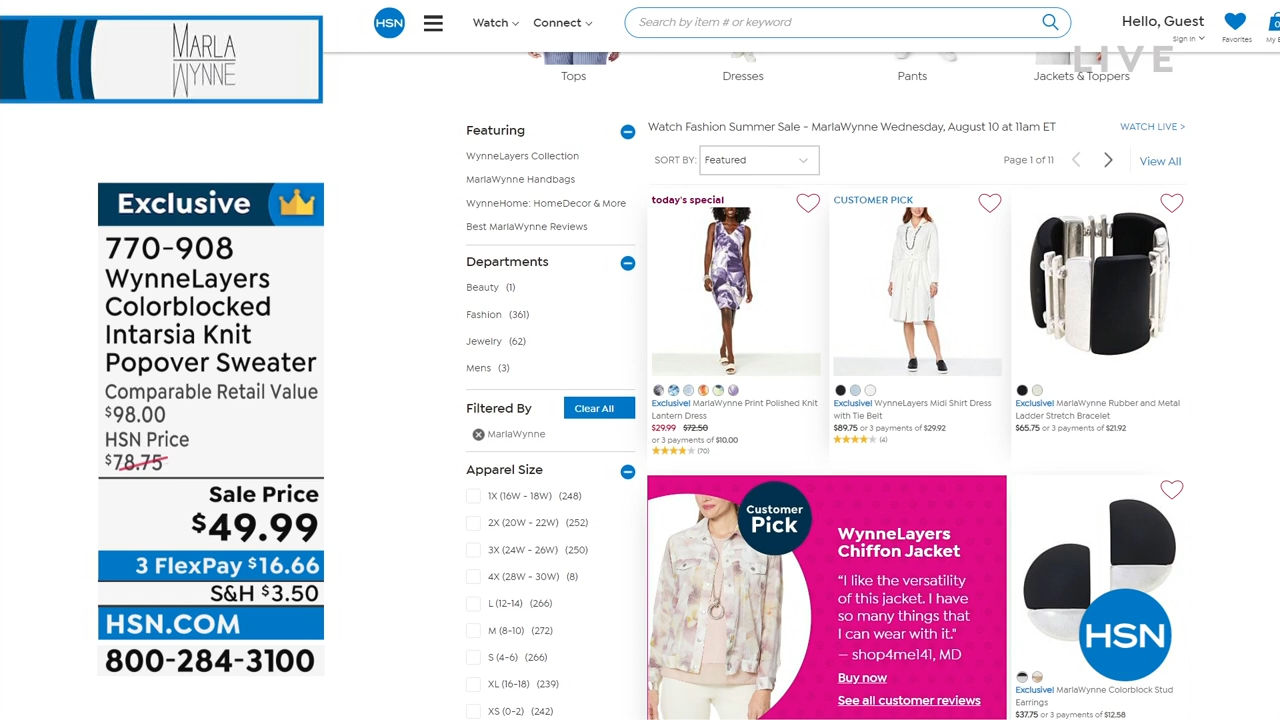 MARLA
WYNNE
Exclusive
770-908
WynneLayers
Colorblocked
Intarsia Knit
Popover Sweater
Comparable Retail Value
$98.00
HSN Price
$78.75
Sale Price
$49.99
3 FlexPay $16.66
S&H $3.50
HSN.COM
800-284-3100
HSN
Watch
Connect
Search by item # or keyword
Hello, Guest
Sign In
Favorites
0
LIVE
Tops
Dresses
Pants
Jackets & Toppers
Featuring
WynneLayers Collection
MarlaWynne Handbags
WynneHome: HomeDecor & More
Best MarlaWynne Reviews
Departments
Beauty (1)
Fashion (361)
Jewelry (62)
Mens (3)
Filtered By
Clear All
MarlaWynne
Apparel Size
1X (16W - 18W) (248)
2X (20W - 22W) (252)
3X (24W - 26W) (250)
4X (28W - 30W) (8)
L (12-14) (266)
M (8-10) (272)
S (4-6) (266)
XL (16-18) (239)
XS (0-2) (242)
Watch Fashion Summer Sale - MarlaWynne Wednesday, August 10 at 11am ET
WATCH LIVE >
SORT BY:
Featured
Page 1 of 11
View All
today's special
Exclusive! MarlaWynne Print Polished Knit
Lantern Dress
$29.99 $72.50
or 3 payments of $10.00
(70)
CUSTOMER PICK
Exclusive! WynneLayers Midi Shirt Dress
with Tie Belt
$89.75 or 3 payments of $29.92
(4)
Exclusive! MarlaWynne Rubber and Metal
Ladder Stretch Bracelet
$65.75 or 3 payments of $21.92
Customer
Pick
WynneLayers
Chiffon Jacket
“I like the versatility
of this jacket. I have
so many things that
I can wear with it."
— shop4me141, MD
Buy now
See all customer reviews
HSN
Exclusive! MarlaWynne Colorblock Stud
Earrings
$37.75 or 3 payments of $12.58